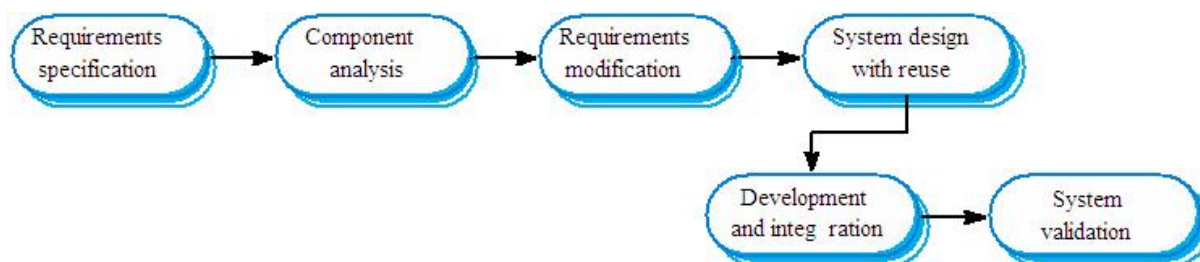 Requirements
specification
Component
analysis
Requirements
modification
System design
with reuse
Development
and integ ration
System
validation